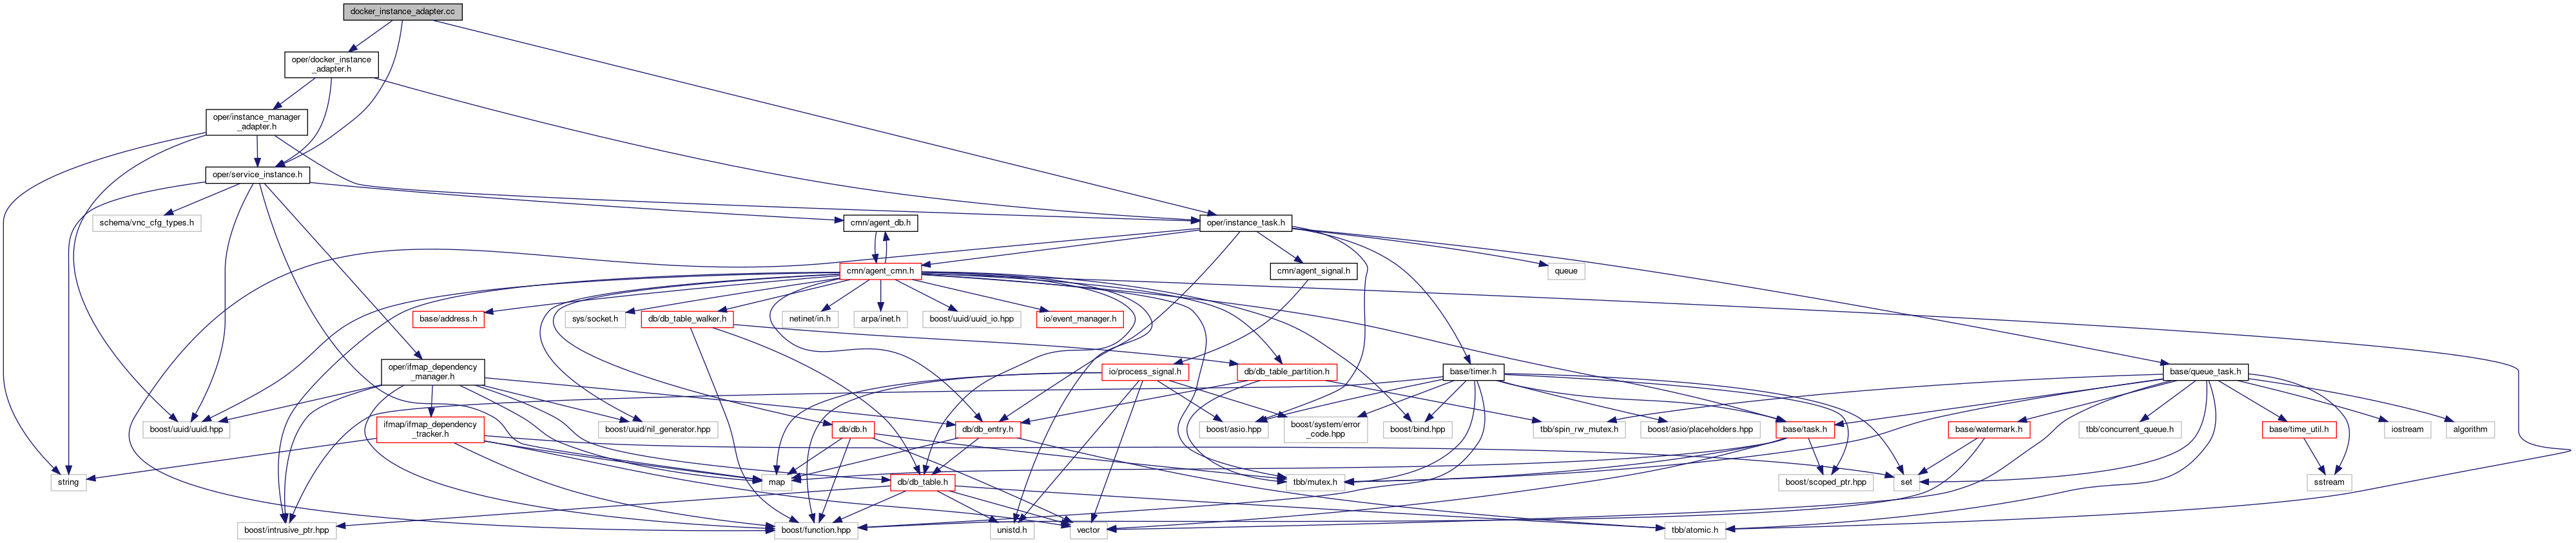 docker_instance_adapter.cc
oper/docker_instance
_adapter.h
oper/instance_manager
_adapter.h
oper/service_instance.h
schema/vnc_cfg_types.h
cmn/agent_db.h
oper/instance_task.h
cmn/agent_cmn.h
cmn/agent_signal.h
queue
base/address.h
sys/socket.h
db/db_table_walker.h
netinet/in.h
arpa/inet.h
boost/uuid/uuid_io.hpp
io/event_manager.h
oper/ifmap_dependency
_manager.h
io/process_signal.h
db/db_table_partition.h
base/timer.h
base/queue_task.h
boost/uuid/uuid.hpp
ifmap/ifmap_dependency
_tracker.h
boost/uuid/nil_generator.hpp
db/db.h
db/db_entry.h
boost/asio.hpp
boost/system/error
_code.hpp
boost/bind.hpp
tbb/spin_rw_mutex.h
boost/asio/placeholders.hpp
base/task.h
base/watermark.h
tbb/concurrent_queue.h
base/time_util.h
iostream
algorithm
string
map
db/db_table.h
tbb/mutex.h
boost/scoped_ptr.hpp
set
sstream
boost/intrusive_ptr.hpp
boost/function.hpp
unistd.h
vector
tbb/atomic.h